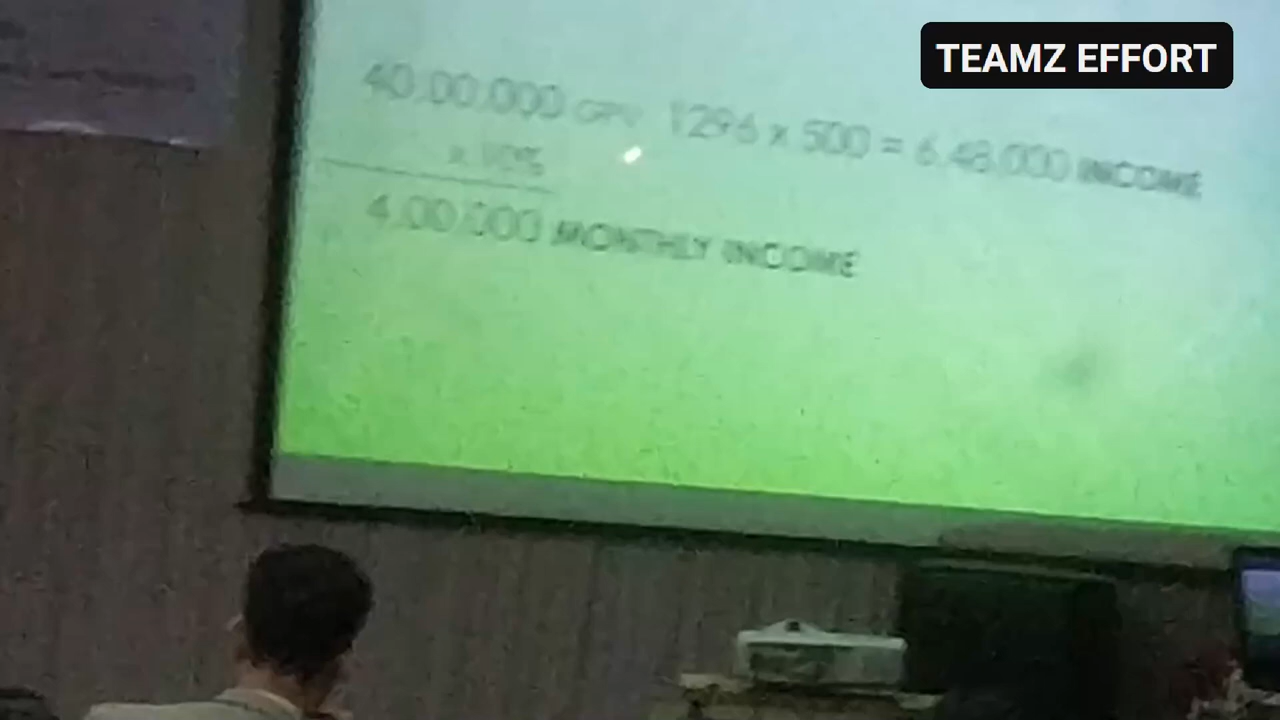 TEAMZ EFFORT
40,00,000 GPV 1296 x 500 = 6,48,000 INCOME
x 10%
4,00,000 MONTHLY INCOME